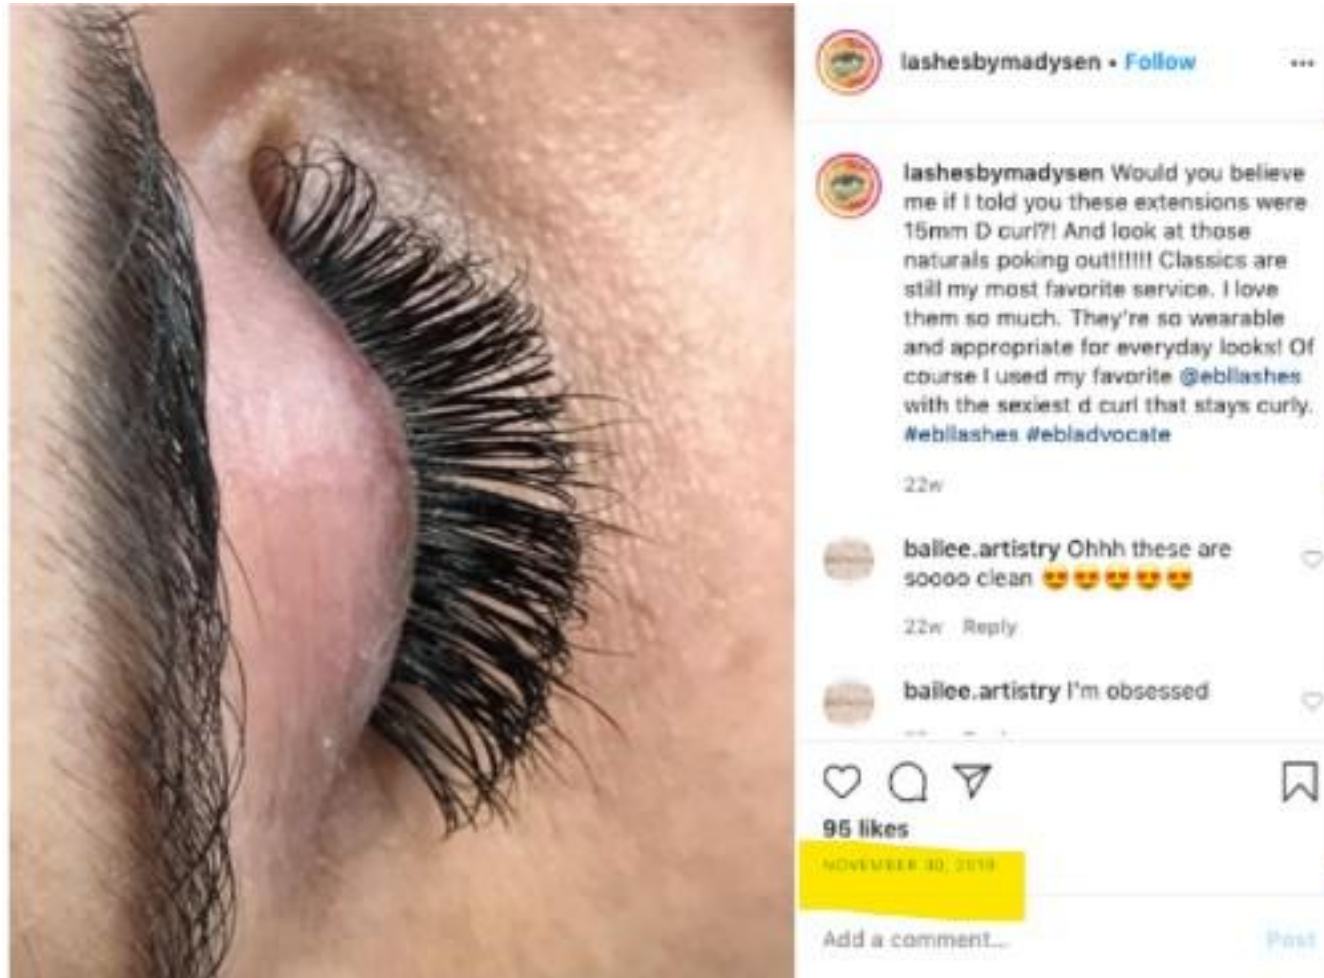 lashesbymadysen • Follow
lashesbymadysen Would you believe
me if I told you these extensions were
15mm D curl?! And look at those
naturals poking out!!!!!! Classics are
still my most favorite service. I love
them so much. They're so wearable
and appropriate for everyday looks! Of
course I used my favorite @ebllashes
with the sexiest d curl that stays curly.
#ebllashes #ebladvocate
22w
bailee.artistry Ohhh these are
soooo clean 😍😍😍😍😍
22w Reply
bailee.artistry I'm obsessed
95 likes
NOVEMBER 30, 2019
Add a comment...
Post